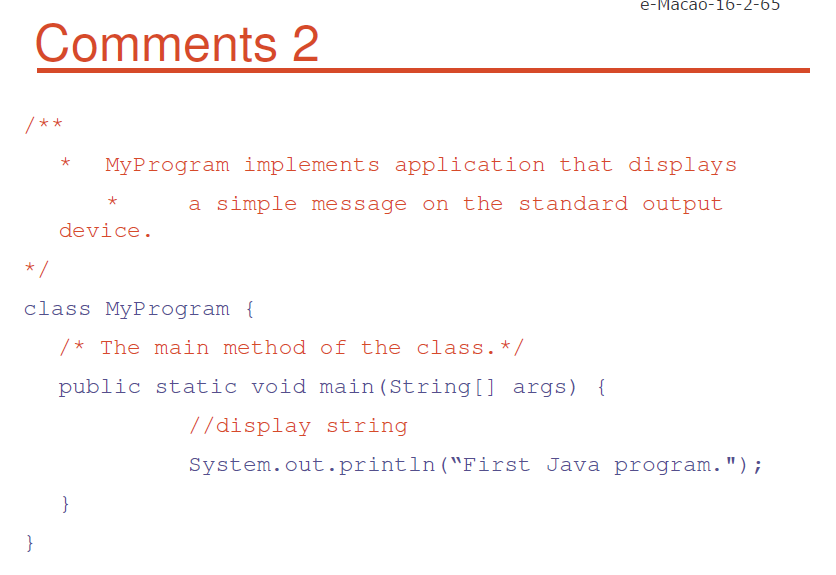 e-Macao-16-2-65
Comments 2
/**
* MyProgram implements application that displays
* a simple message on the standard output
device.
*/
class MyProgram {
/* The main method of the class.*/
public static void main(String[] args) {
//display string
System.out.println(“First Java program.");
}
}